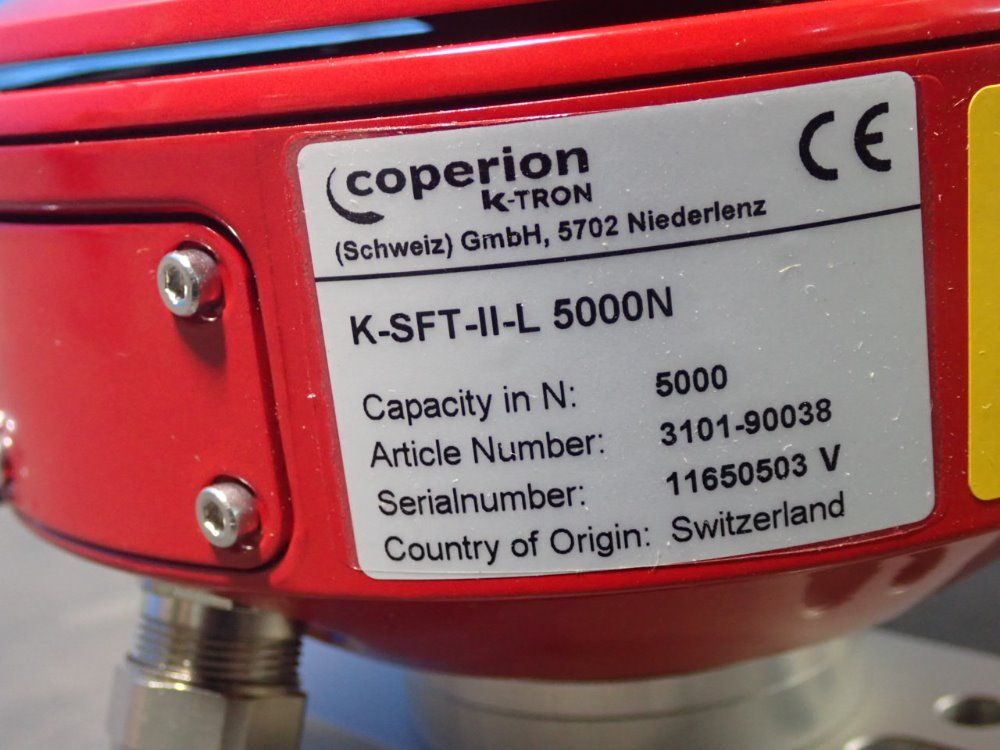 coperion
K-TRON
CE
(Schweiz) GmbH, 5702 Niederlenz
K-SFT-II-L 5000N
Capacity in N: 5000
Article Number: 3101-90038
Serialnumber: 11650503 V
Country of Origin: Switzerland